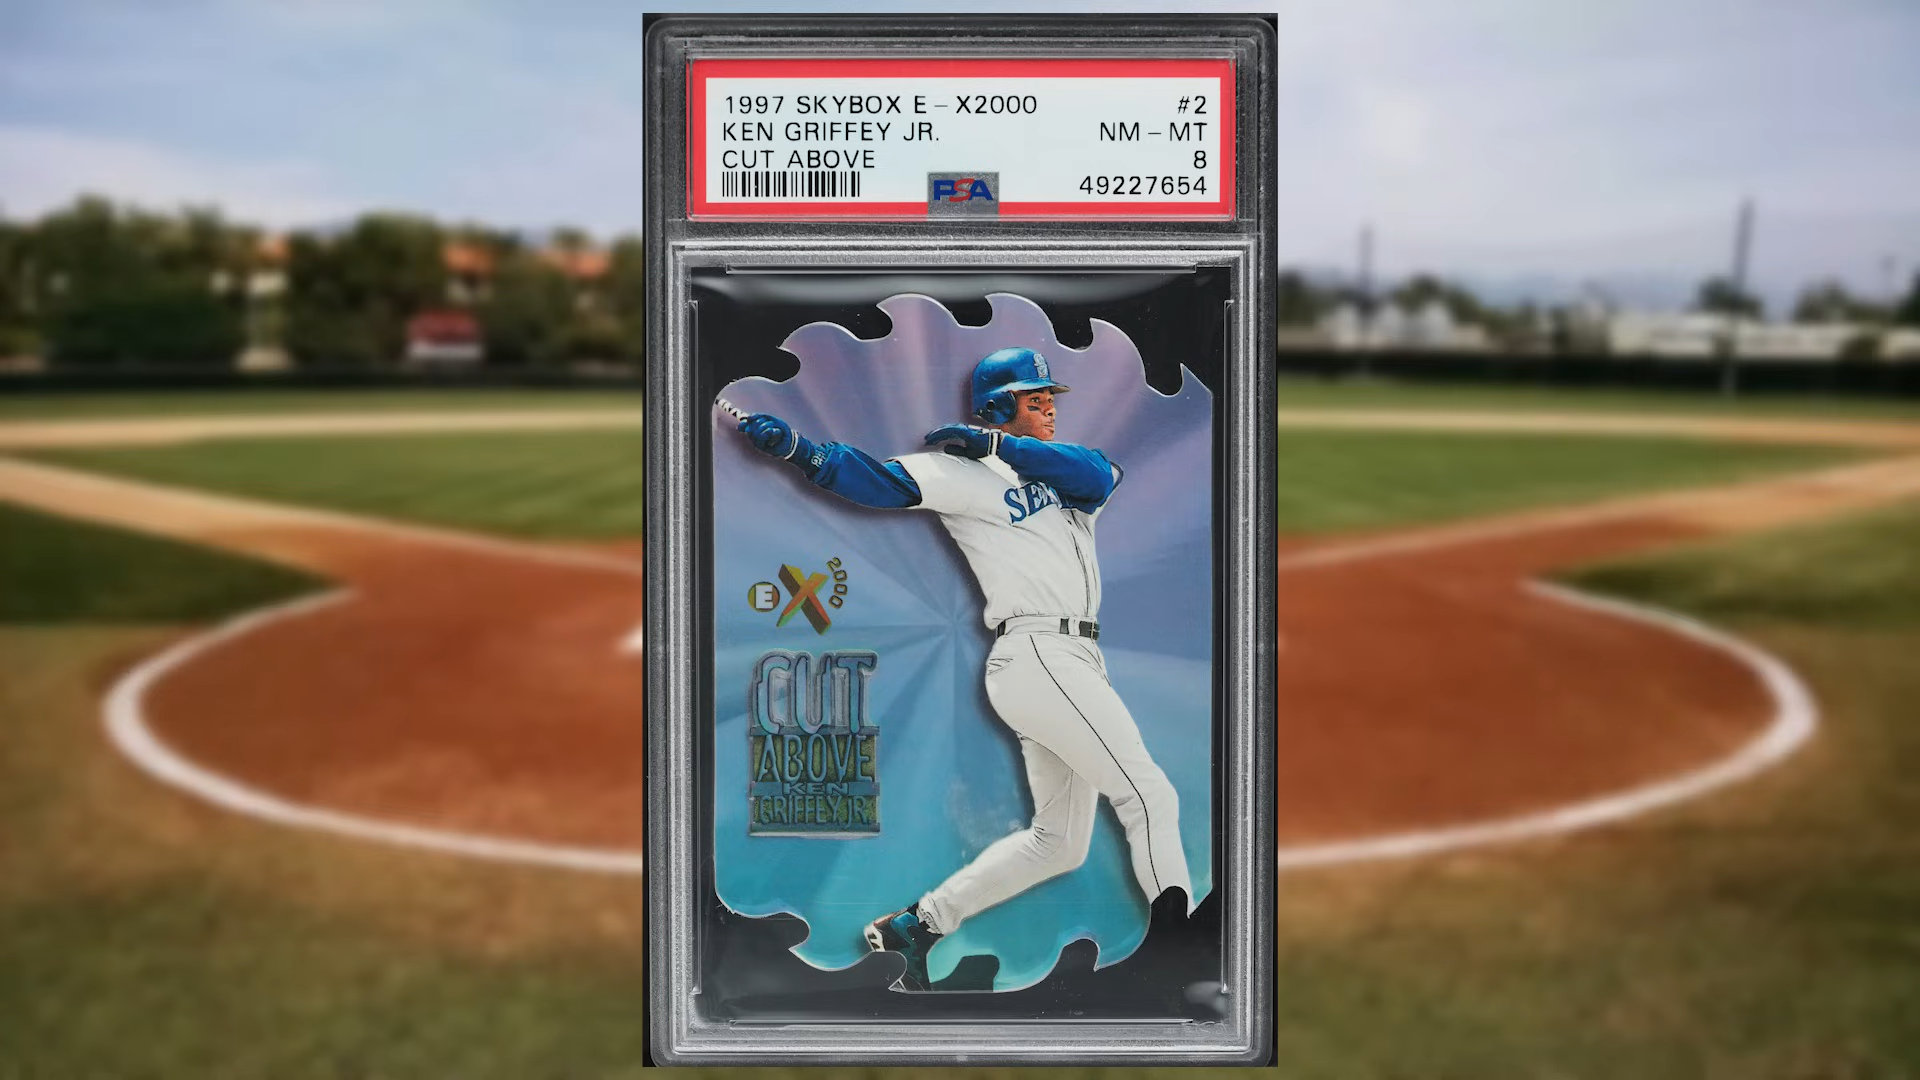 1997 SKYBOX E-X2000 #2
KEN GRIFFEY JR. NM-MT
CUT ABOVE 8
49227654
PSA
SEA
EX 2000
CUT
ABOVE
KEN
GRIFFEY JR.